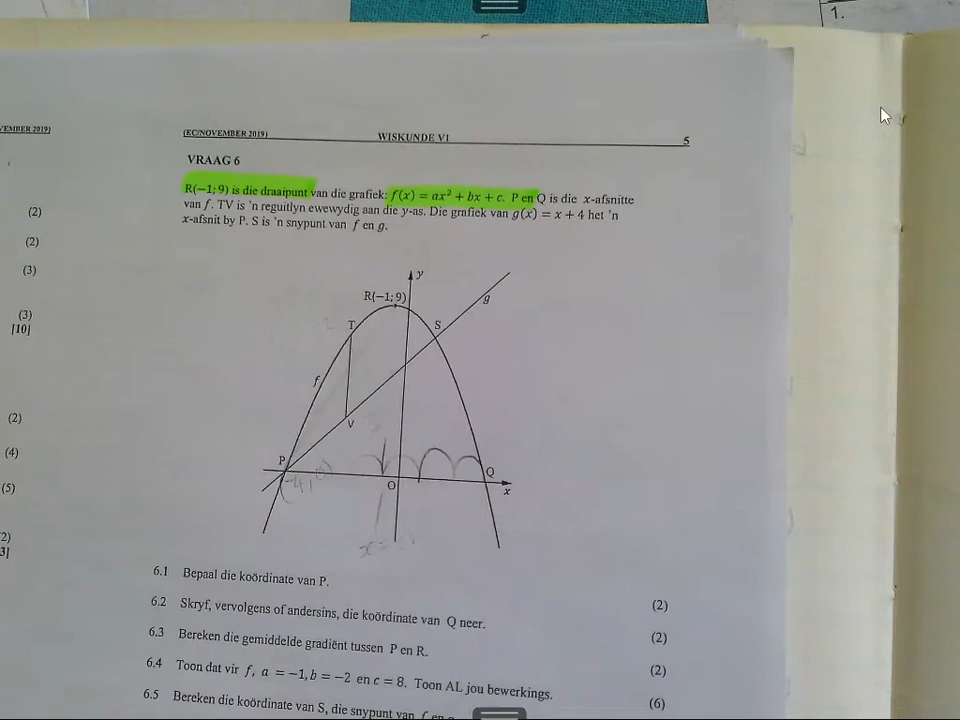 1.
VEMBER 2019)
(EC/NOVEMBER 2019) WISKUNDE V1 5
VRAAG 6
R(−1; 9) is die draaipunt van die grafiek: f(x) = ax² + bx + c. P en Q is die x-afsnitte
van f. TV is 'n reguitlyn ewewydig aan die y-as. Die grafiek van g(x) = x + 4 het 'n
x-afsnit by P. S is 'n snypunt van f en g.
(2)
(2)
(3)
(3)
[10]
(2)
(4)
(5)
2)
3]
y
R(−1; 9)
g
T
S
f
V
P
Q
O
x
(-4; 0)
6.1 Bepaal die koördinate van P. (2)
6.2 Skryf, vervolgens of andersins, die koördinate van Q neer. (2)
6.3 Bereken die gemiddelde gradiënt tussen P en R. (2)
6.4 Toon dat vir f, a = −1, b = −2 en c = 8. Toon AL jou bewerkings. (6)
6.5 Bereken die koördinate van S, die snypunt van f en